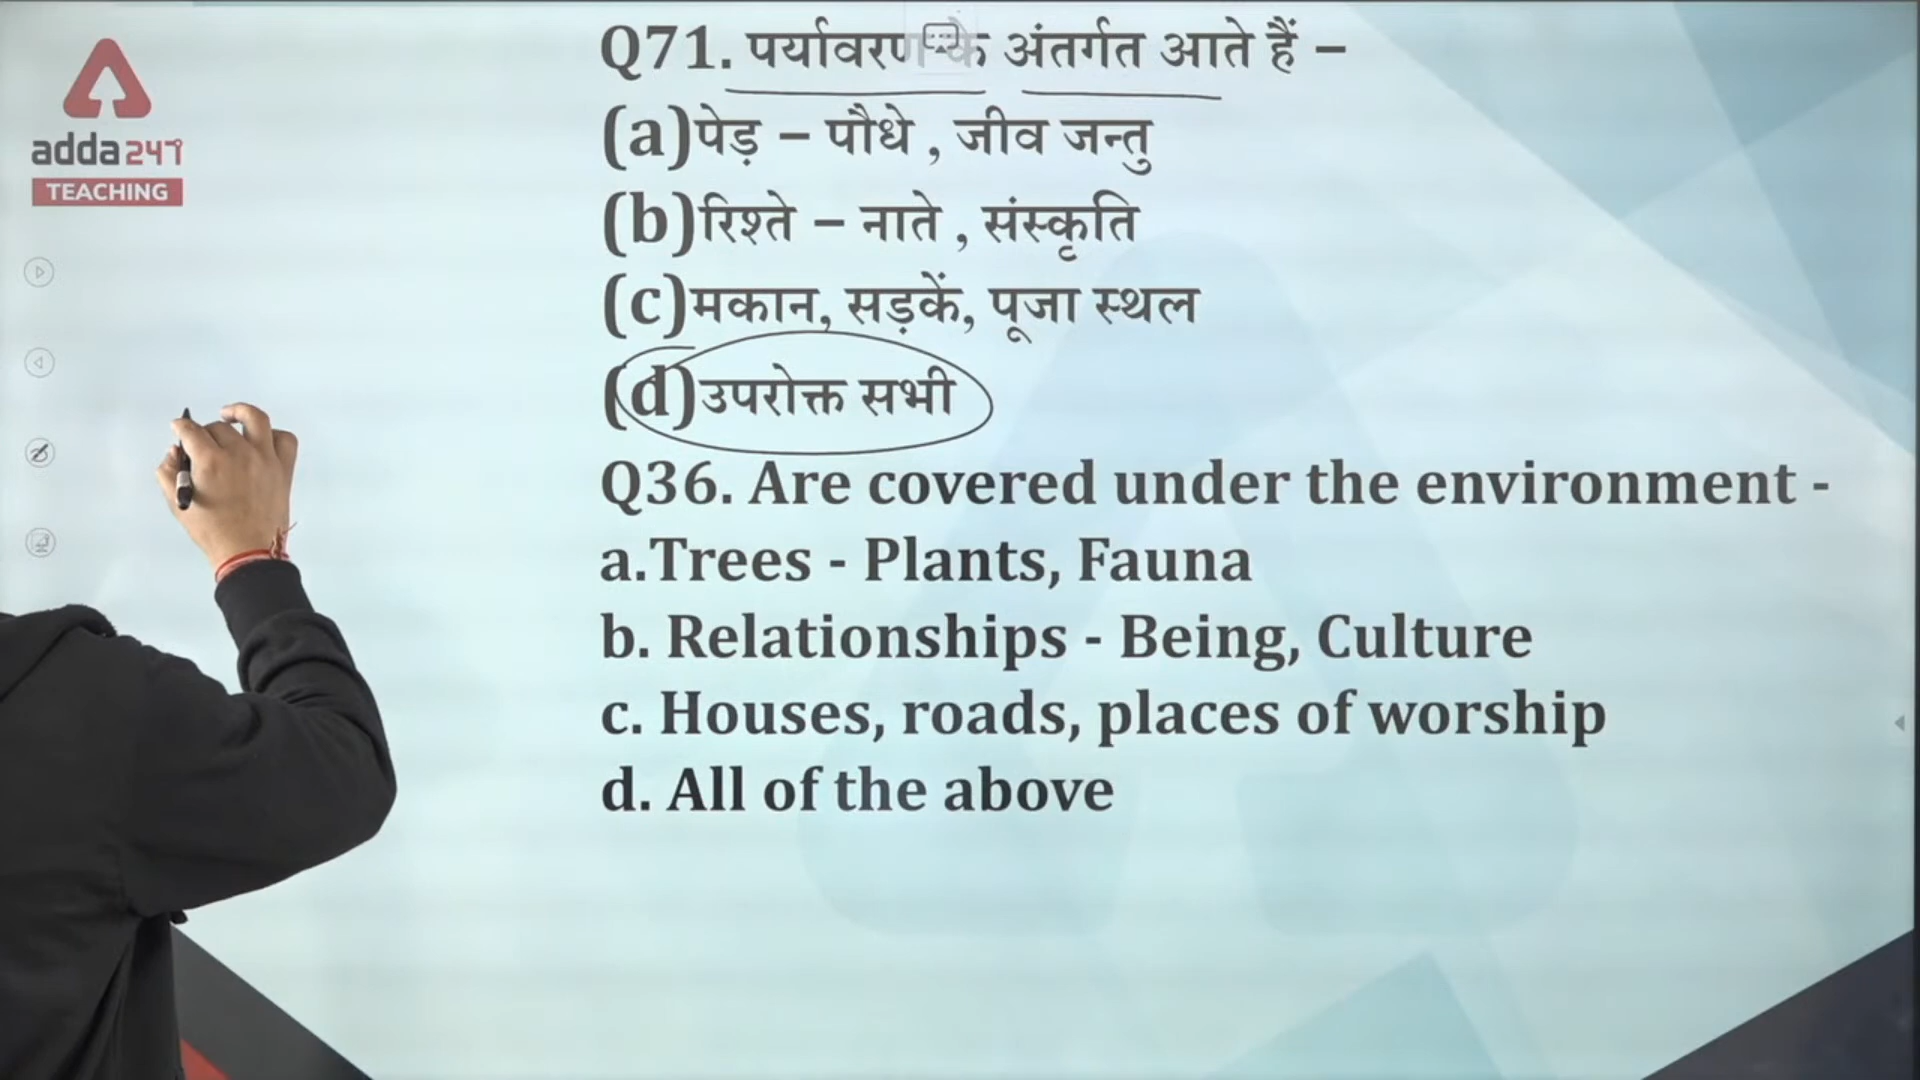 adda247
TEACHING
Q71. पर्यावरण के अंतर्गत आते हैं –
(a)पेड़ – पौधे , जीव जन्तु
(b)रिश्ते – नाते , संस्कृति
(c)मकान, सड़कें, पूजा स्थल
(d)उपरोक्त सभी
Q36. Are covered under the environment -
a.Trees - Plants, Fauna
b. Relationships - Being, Culture
c. Houses, roads, places of worship
d. All of the above